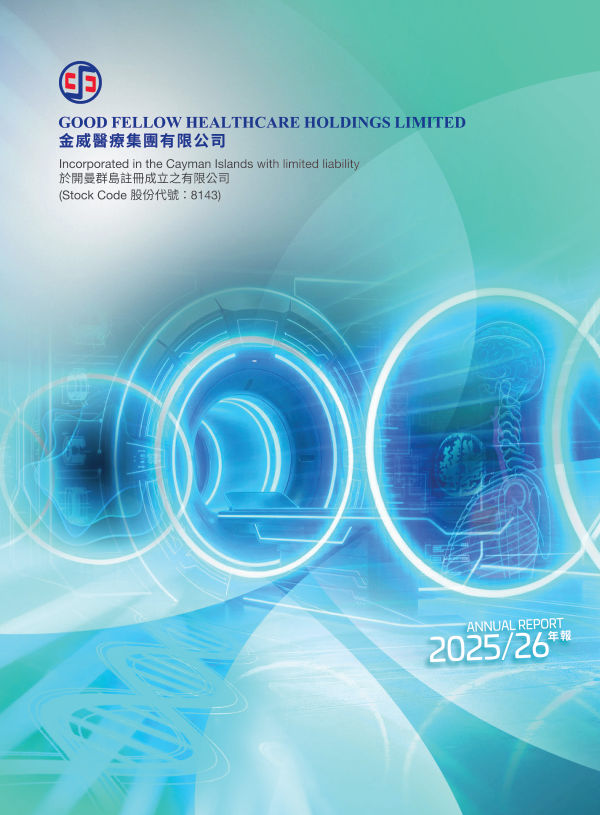 GOOD FELLOW HEALTHCARE HOLDINGS LIMITED
金威醫療集團有限公司
Incorporated in the Cayman Islands with limited liability
於開曼群島註冊成立之有限公司
(Stock Code 股份代號：8143)
ANNUAL REPORT
2025/26年報